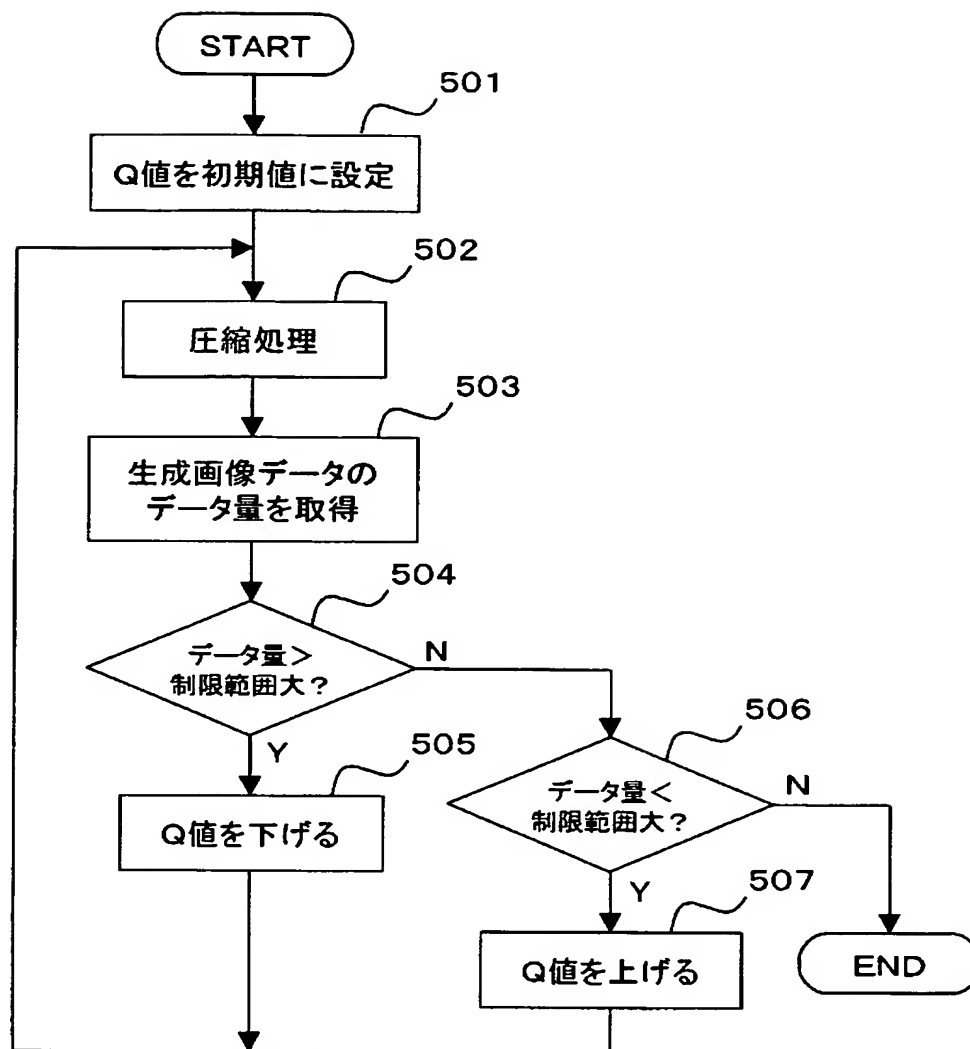 START
501
Q値を初期値に設定
502
圧縮処理
503
生成画像データの
データ量を取得
504
データ量＞
制限範囲大？
N
Y
505
Q値を下げる
506
データ量＜
制限範囲大？
N
Y
507
Q値を上げる
END